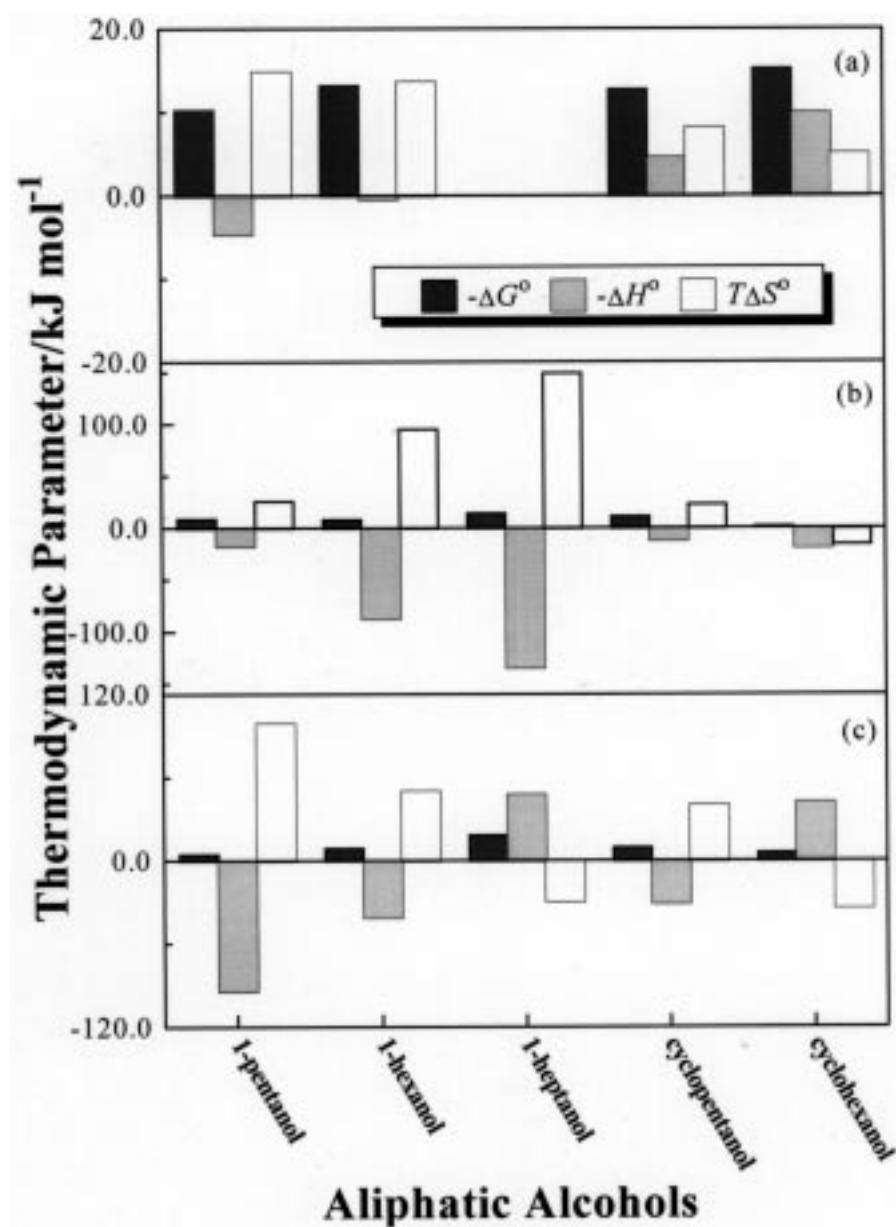 Thermodynamic Parameter/kJ mol⁻¹
20.0
(a)
0.0
-ΔG° -ΔH° TΔS°
-20.0
(b)
100.0
0.0
-100.0
120.0
(c)
0.0
-120.0
1-pentanol
1-hexanol
1-heptanol
cyclopentanol
cyclohexanol
Aliphatic Alcohols